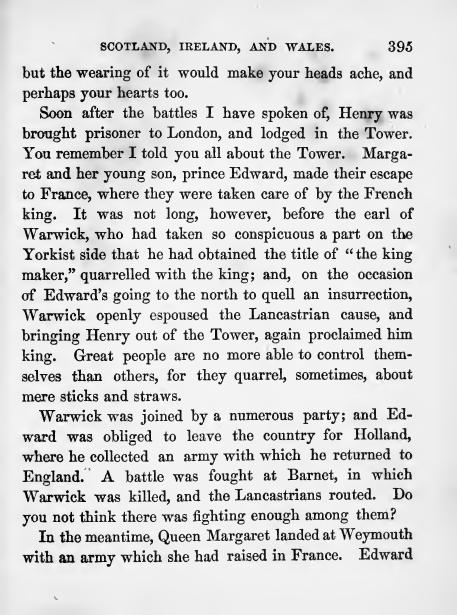 SCOTLAND, IRELAND, AND WALES. 395
but the wearing of it would make your heads ache, and
perhaps your hearts too.
Soon after the battles I have spoken of, Henry was
brought prisoner to London, and lodged in the Tower.
You remember I told you all about the Tower. Marga-
ret and her young son, prince Edward, made their escape
to France, where they were taken care of by the French
king. It was not long, however, before the earl of
Warwick, who had taken so conspicuous a part on the
Yorkist side that he had obtained the title of "the king
maker," quarrelled with the king; and, on the occasion
of Edward's going to the north to quell an insurrection,
Warwick openly espoused the Lancastrian cause, and
bringing Henry out of the Tower, again proclaimed him
king. Great people are no more able to control them-
selves than others, for they quarrel, sometimes, about
mere sticks and straws.
Warwick was joined by a numerous party; and Ed-
ward was obliged to leave the country for Holland,
where he collected an army with which he returned to
England. A battle was fought at Barnet, in which
Warwick was killed, and the Lancastrians routed. Do
you not think there was fighting enough among them?
In the meantime, Queen Margaret landed at Weymouth
with an army which she had raised in France. Edward